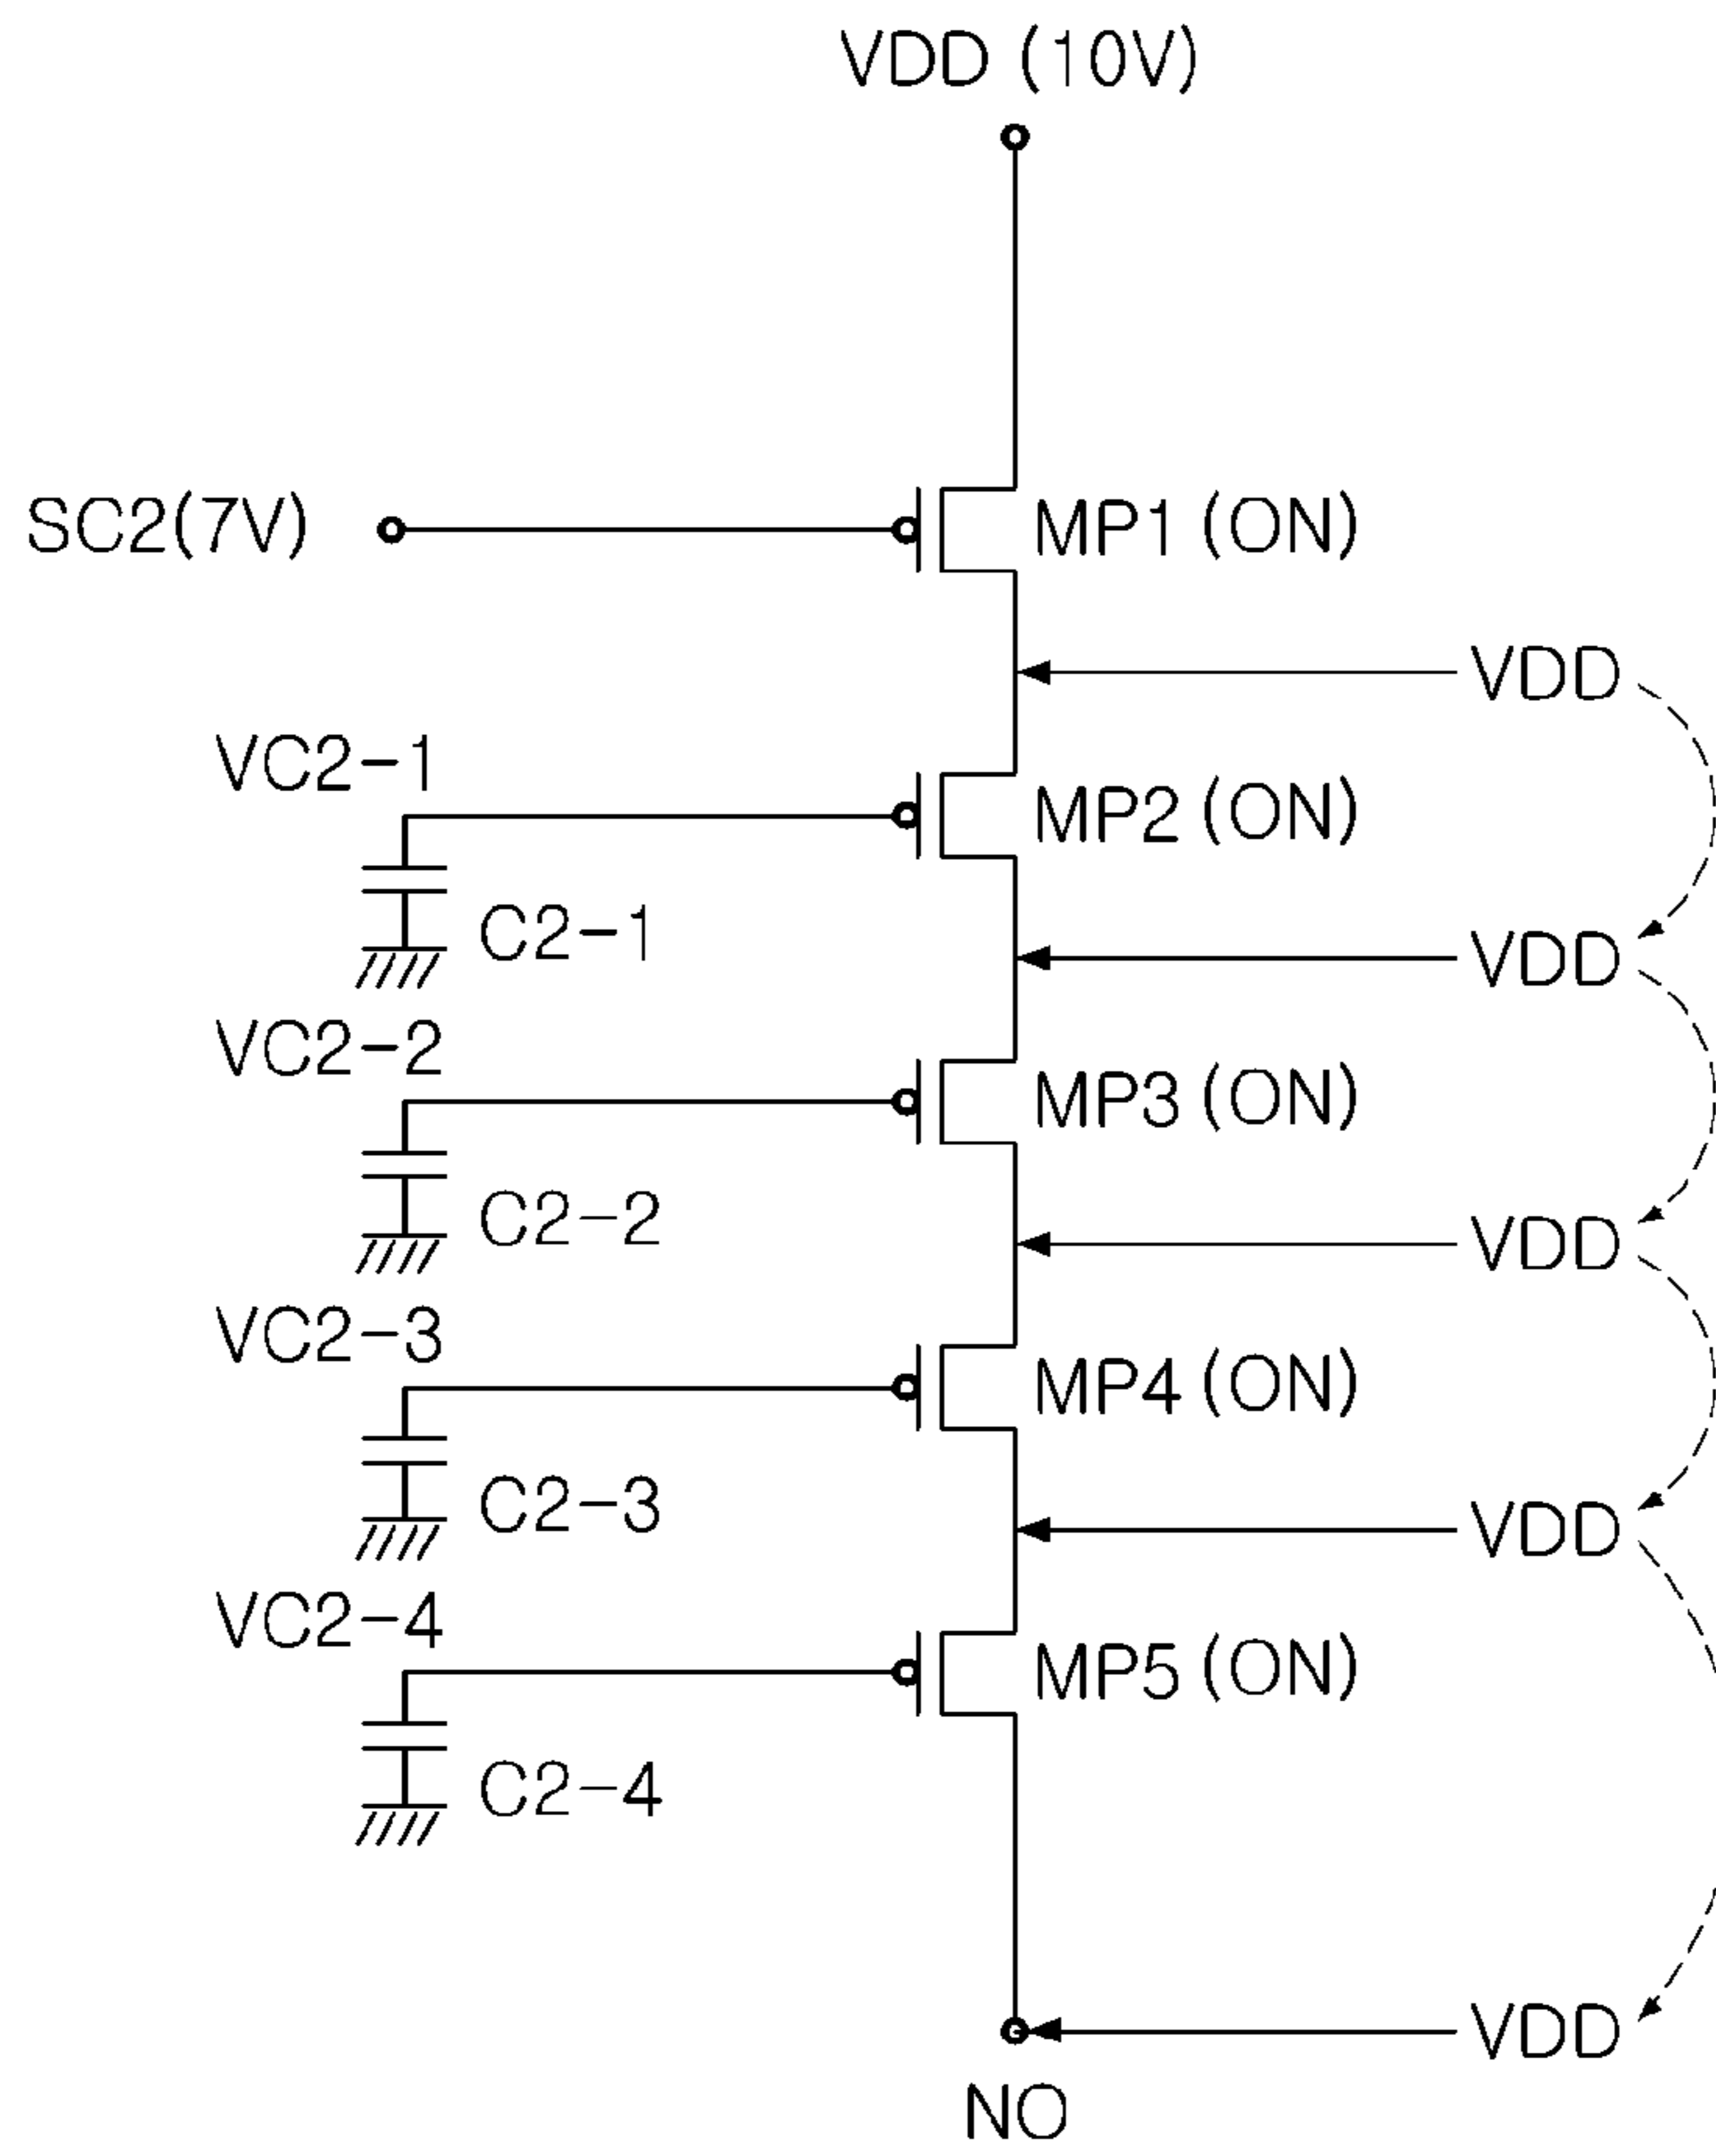 VDD (10V)
SC2(7V)
MP1 (ON)
VDD
VC2-1
MP2 (ON)
C2-1
VDD
VC2-2
MP3 (ON)
C2-2
VDD
VC2-3
MP4 (ON)
C2-3
VDD
VC2-4
MP5 (ON)
C2-4
VDD
NO